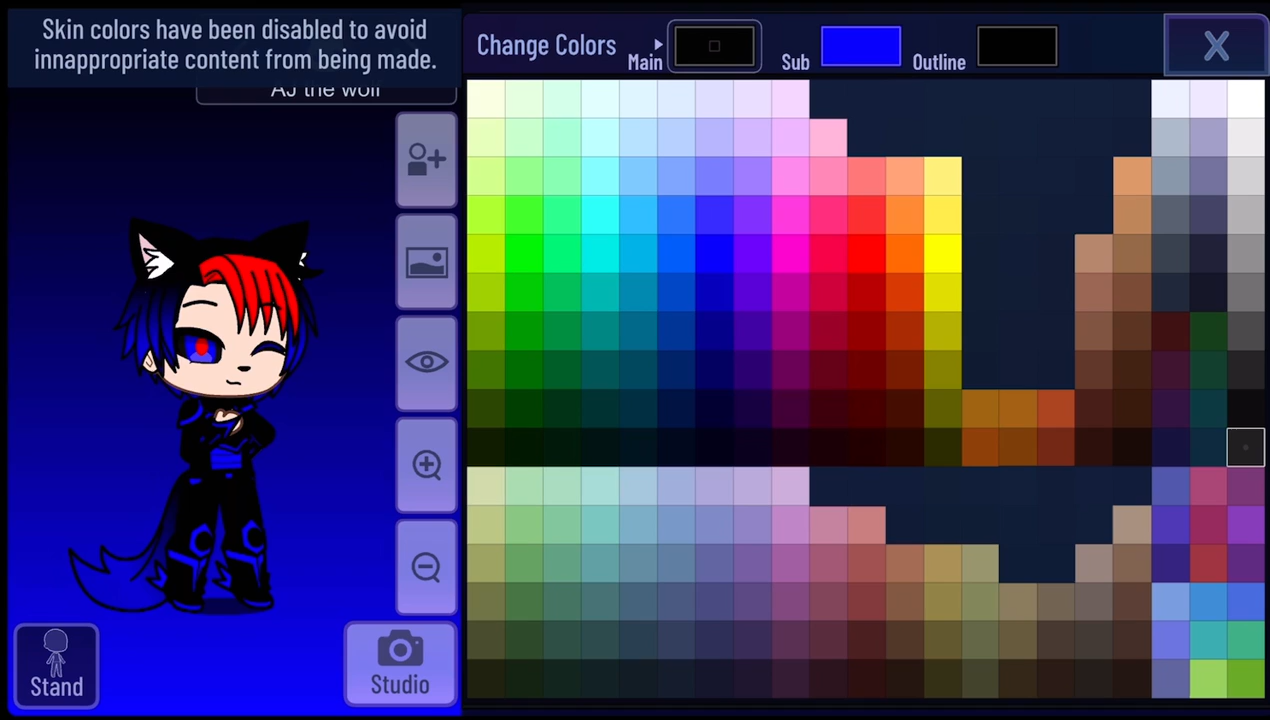 Skin colors have been disabled to avoid
innappropriate content from being made.
AJ the wolf
Change Colors
Main
Sub
Outline
X
Stand
Studio